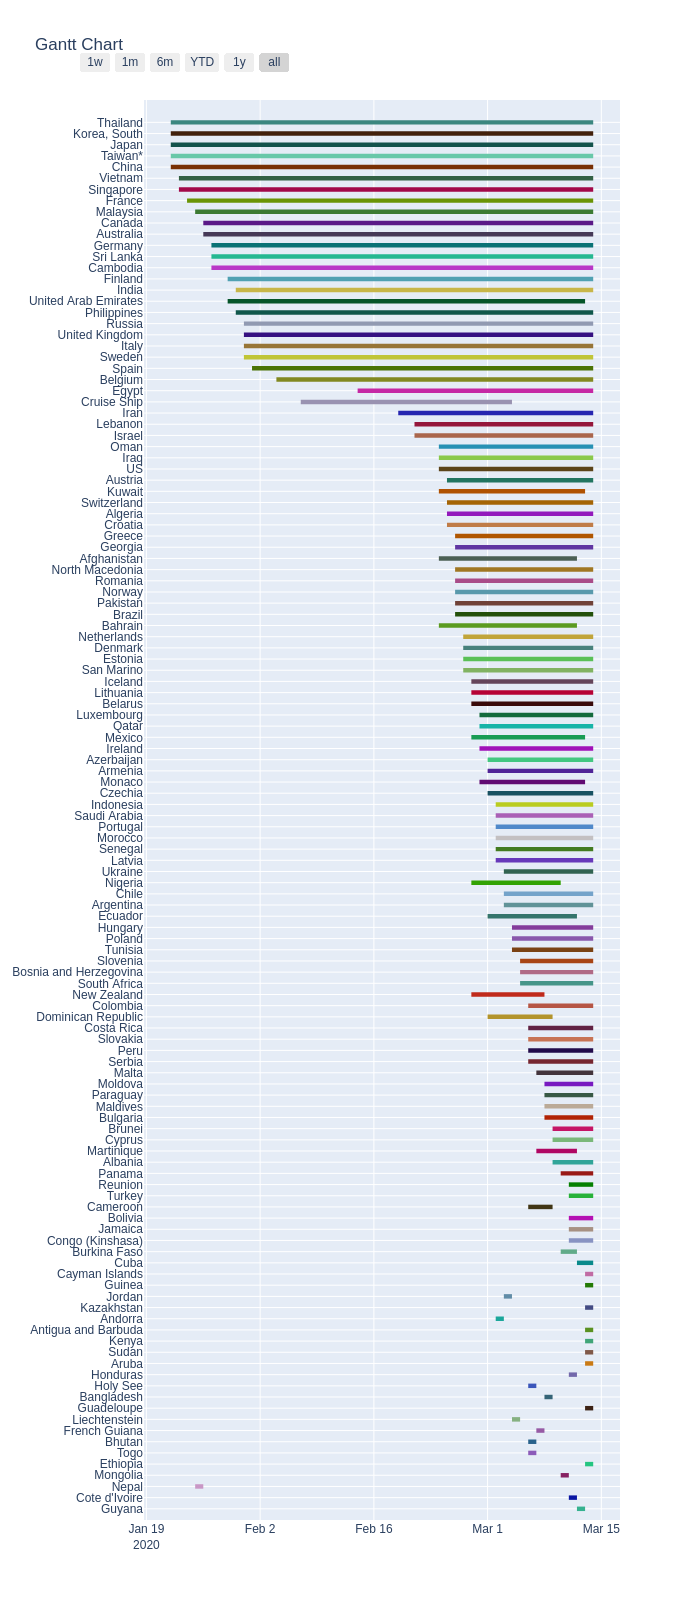 Gantt Chart
1w 1m 6m YTD 1y all
Thailand
Korea, South
Japan
Taiwan*
China
Vietnam
Singapore
France
Malaysia
Canada
Australia
Germany
Sri Lanka
Cambodia
Finland
India
United Arab Emirates
Philippines
Russia
United Kingdom
Italy
Sweden
Spain
Belgium
Egypt
Cruise Ship
Iran
Lebanon
Israel
Oman
Iraq
US
Austria
Kuwait
Switzerland
Algeria
Croatia
Greece
Georgia
Afghanistan
North Macedonia
Romania
Norway
Pakistan
Brazil
Bahrain
Netherlands
Denmark
Estonia
San Marino
Iceland
Lithuania
Belarus
Luxembourg
Qatar
Mexico
Ireland
Azerbaijan
Armenia
Monaco
Czechia
Indonesia
Saudi Arabia
Portugal
Morocco
Senegal
Latvia
Ukraine
Nigeria
Chile
Argentina
Ecuador
Hungary
Poland
Tunisia
Slovenia
Bosnia and Herzegovina
South Africa
New Zealand
Colombia
Dominican Republic
Costa Rica
Slovakia
Peru
Serbia
Malta
Moldova
Paraguay
Maldives
Bulgaria
Brunei
Cyprus
Martinique
Albania
Panama
Reunion
Turkey
Cameroon
Bolivia
Jamaica
Congo (Kinshasa)
Burkina Faso
Cuba
Cayman Islands
Guinea
Jordan
Kazakhstan
Andorra
Antigua and Barbuda
Kenya
Sudan
Aruba
Honduras
Holy See
Bangladesh
Guadeloupe
Liechtenstein
French Guiana
Bhutan
Togo
Ethiopia
Mongolia
Nepal
Cote d'Ivoire
Guyana
Jan 19 Feb 2 Feb 16 Mar 1 Mar 15
2020